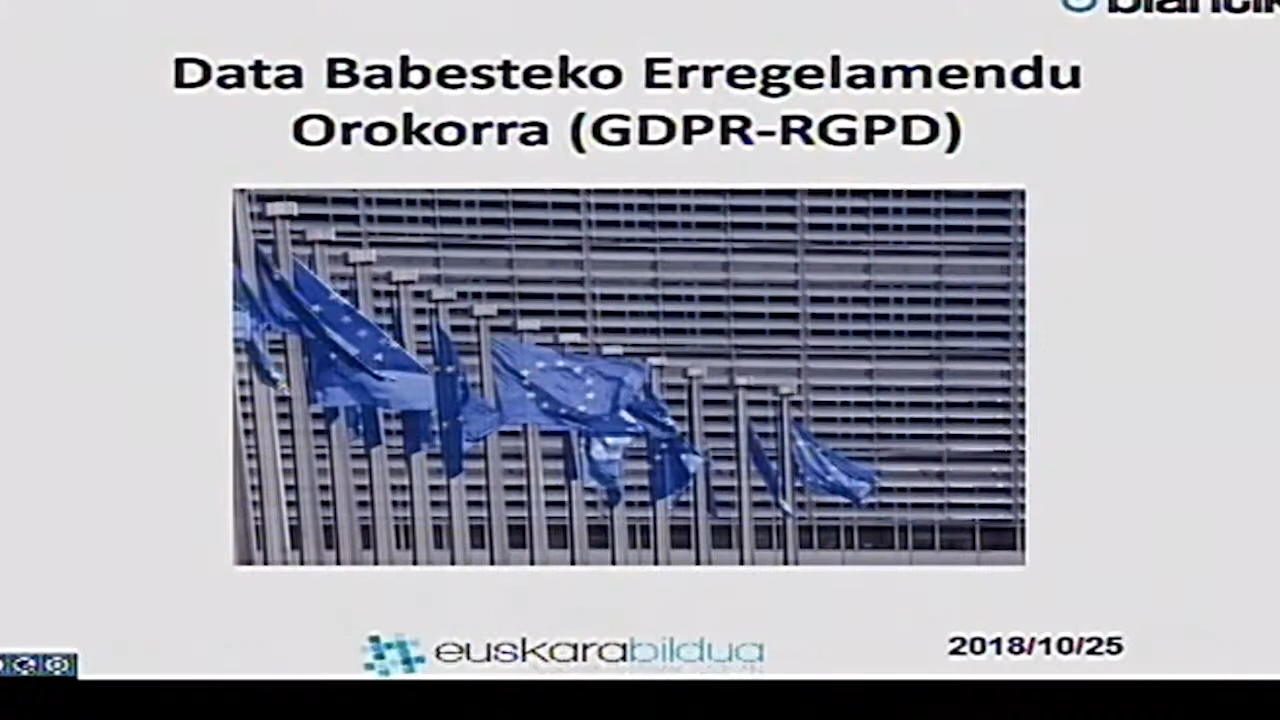 Data Babesteko Erregelamendu
Orokorra (GDPR-RGPD)
euskarabildua
2018/10/25